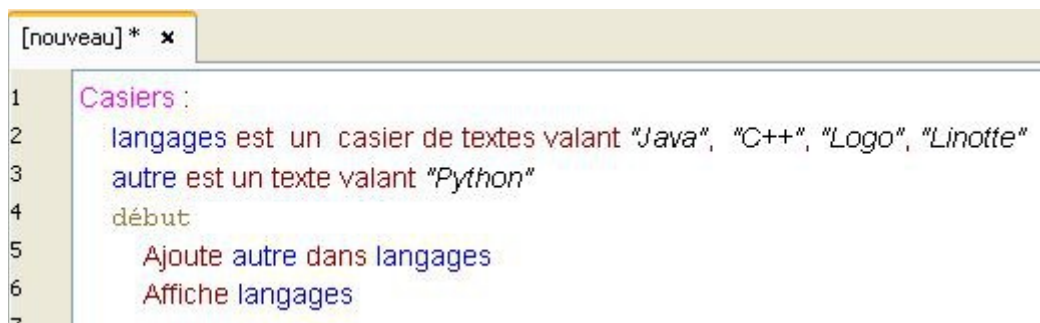 [nouveau] * ×
1 Casiers :
2 langages est un casier de textes valant "Java", "C++", "Logo", "Linotte"
3 autre est un texte valant "Python"
4 début
5 Ajoute autre dans langages
6 Affiche langages